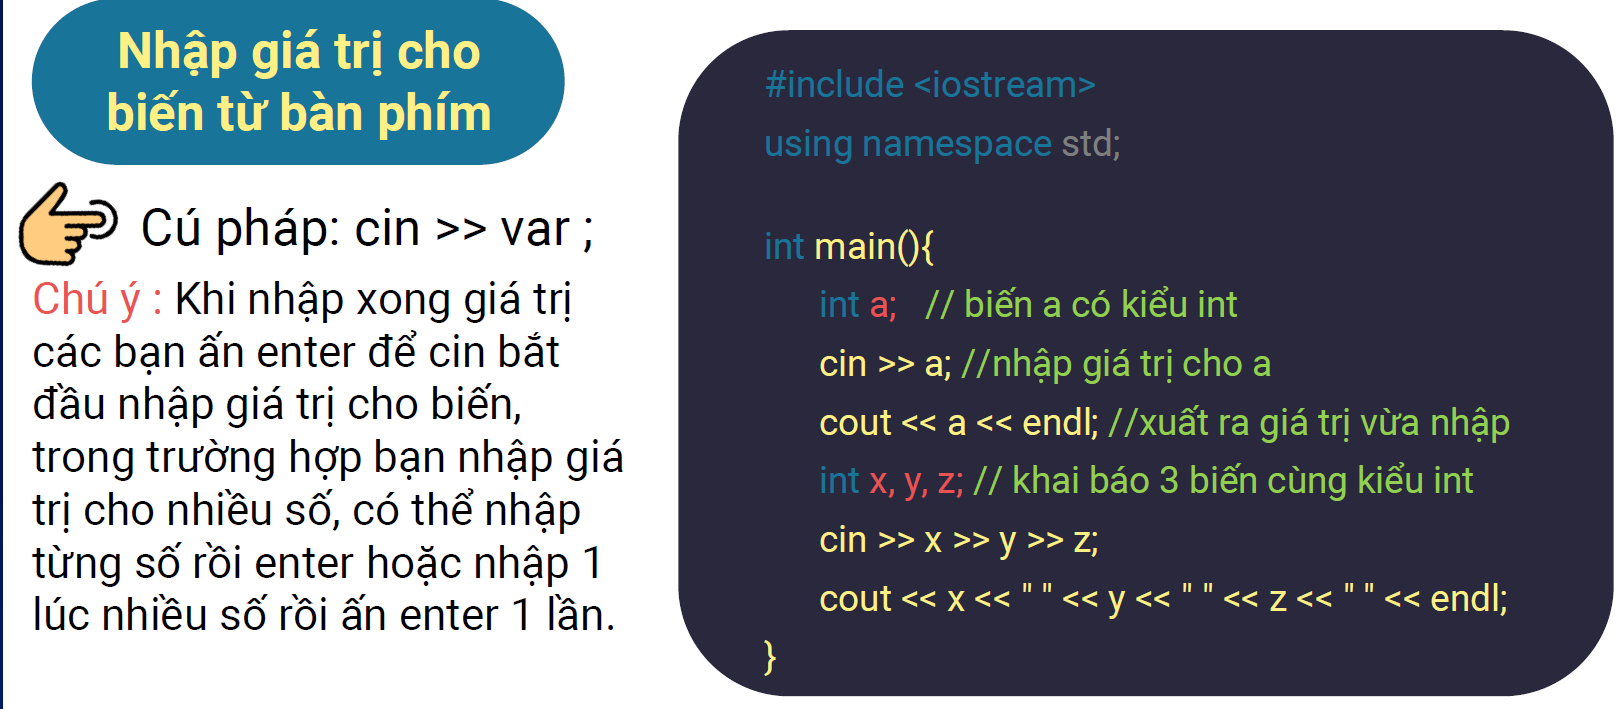 Nhập giá trị cho
biến từ bàn phím
Cú pháp: cin >> var ;
Chú ý : Khi nhập xong giá trị
các bạn ấn enter để cin bắt
đầu nhập giá trị cho biến,
trong trường hợp bạn nhập giá
trị cho nhiều số, có thể nhập
từng số rồi enter hoặc nhập 1
lúc nhiều số rồi ấn enter 1 lần.
#include <iostream>
using namespace std;
int main(){
int a; // biến a có kiểu int
cin >> a; //nhập giá trị cho a
cout << a << endl; //xuất ra giá trị vừa nhập
int x, y, z; // khai báo 3 biến cùng kiểu int
cin >> x >> y >> z;
cout << x << " " << y << " " << z << " " << endl;
}